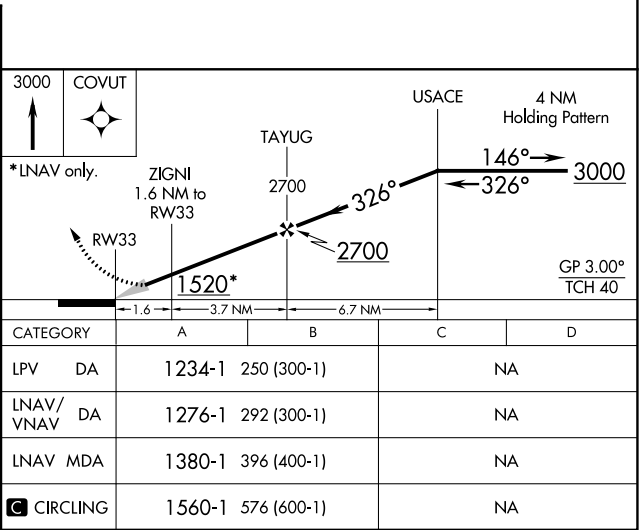 3000 COVUT
USACE
4 NM
Holding Pattern
TAYUG
*LNAV only.
146°
326°
3000
ZIGNI
1.6 NM to
RW33
2700
326°
RW33
2700
1520*
GP 3.00°
TCH 40
1.6 3.7 NM 6.7 NM
CATEGORY A B C D
LPV DA 1234-1 250 (300-1) NA
LNAV/
VNAV DA 1276-1 292 (300-1) NA
LNAV MDA 1380-1 396 (400-1) NA
C CIRCLING 1560-1 576 (600-1) NA